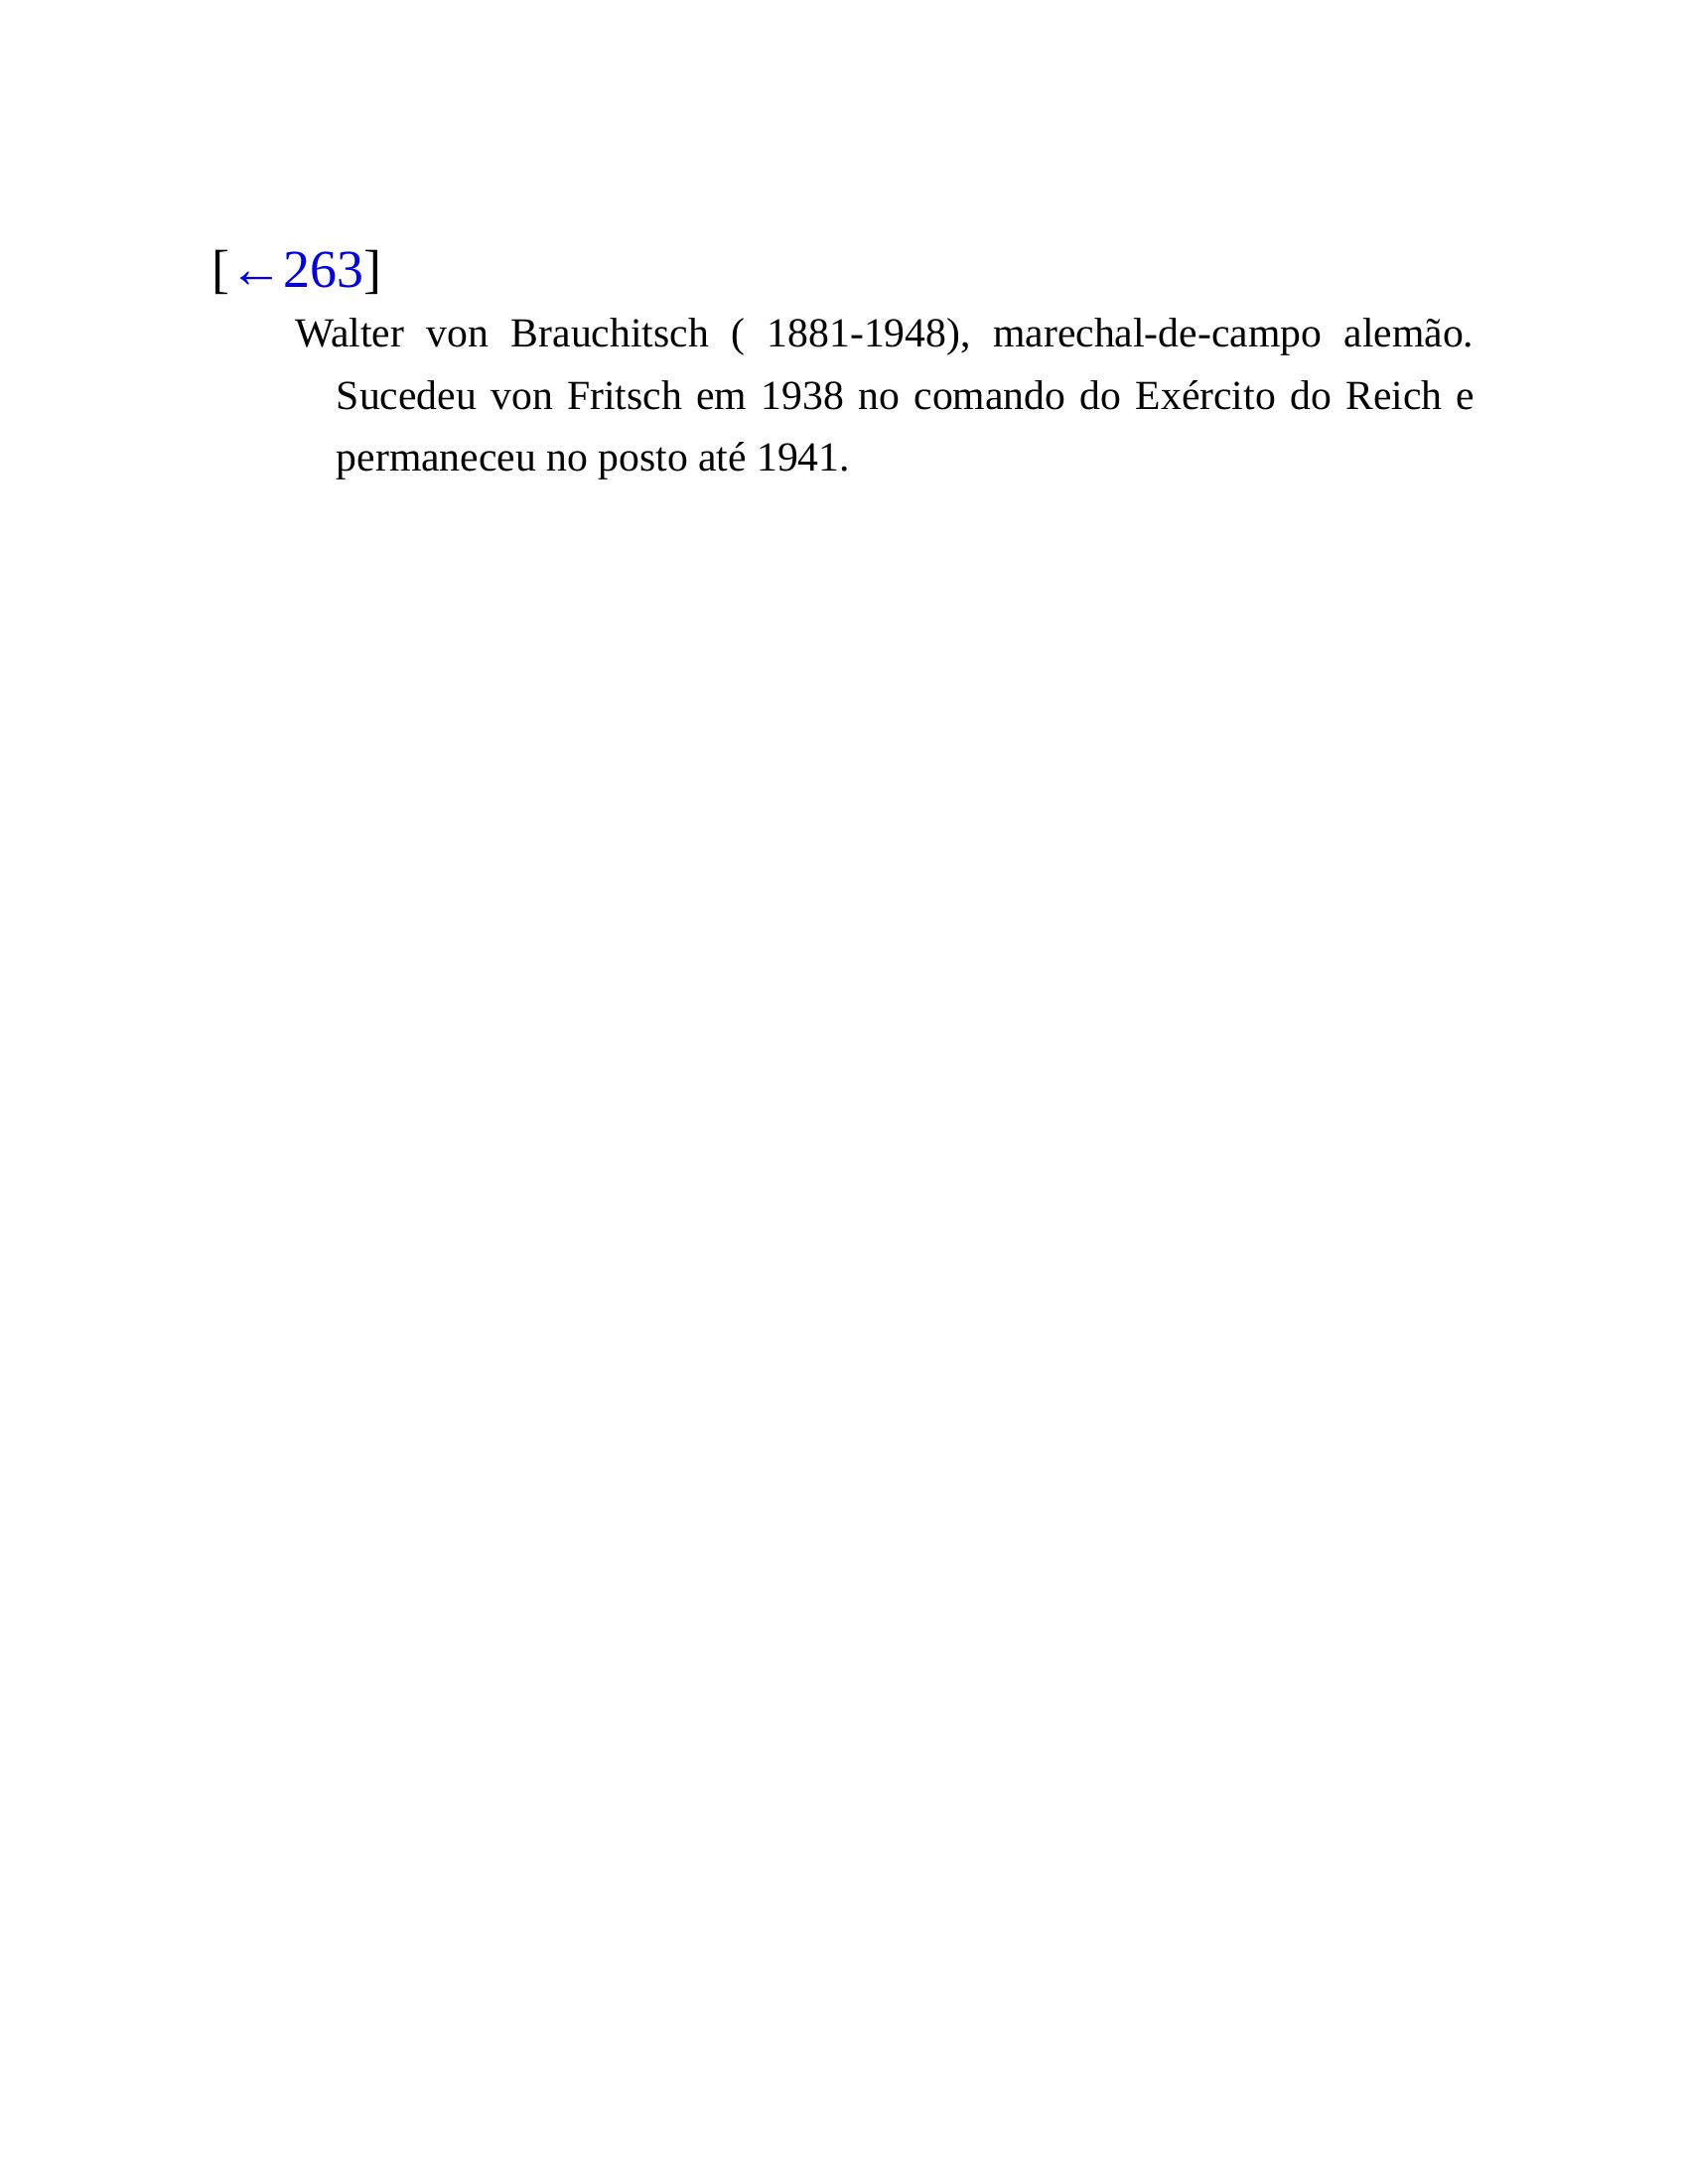 [←263]
Walter von Brauchitsch ( 1881-1948), marechal-de-campo alemão.
Sucedeu von Fritsch em 1938 no comando do Exército do Reich e
permaneceu no posto até 1941.